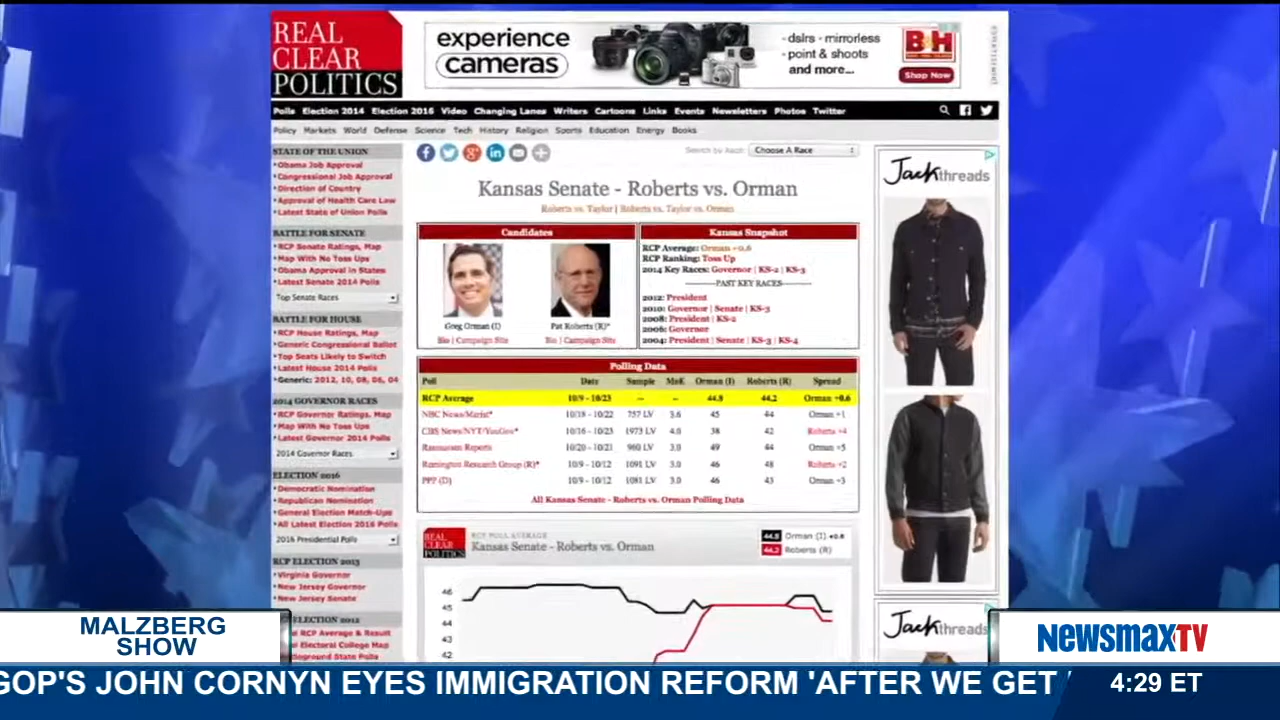 REAL
CLEAR
POLITICS
experience
cameras
- dslrs - mirrorless
- point & shoots
and more...
B&H
Shop Now
Polls Election 2014 Election 2016 Video Changing Lanes Writers Cartoons Links Events Newsletters Photos Twitter
Policy Markets World Defense Science Tech History Religion Sports Education Energy Books
STATE OF THE UNION
Obama Job Approval
Congressional Job Approval
Direction of Country
Approval of Health Care Law
Latest State of Union Polls
BATTLE FOR SENATE
RCP Senate Ratings, Map
Map With No Toss Ups
Obama Approval in States
Latest Senate 2014 Polls
Top Senate Races
BATTLE FOR HOUSE
RCP House Ratings, Map
Generic Congressional Ballot
Top Seats Likely to Switch
Latest House 2014 Polls
Generic: 2012, 10, 08, 06, 04
2014 GOVERNOR RACES
RCP Governor Ratings, Map
Map With No Toss Ups
Latest Governor 2014 Polls
2014 Governor Races
ELECTION 2016
Democratic Nomination
Republican Nomination
General Election Match-Ups
All Latest Election 2016 Polls
2016 Presidential Polls
RCP ELECTION 2013
Virginia Governor
New Jersey Governor
New Jersey Senate
ELECTION 2012
RCP Average & Result
Electoral College Map
State Polls
Search by Race: Choose A Race
Kansas Senate - Roberts vs. Orman
Roberts vs. Taylor | Roberts vs. Taylor vs. Orman
Candidates
Greg Orman (I) Pat Roberts (R)*
Bio | Campaign Site Bio | Campaign Site
Kansas Snapshot
RCP Average: Orman +0.6
RCP Ranking: Toss Up
2014 Key Races: Governor | KS-2 | KS-3
PAST KEY RACES
2012: President
2010: Governor | Senate | KS-3
2008: President | KS-2
2006: Governor
2004: President | Senate | KS-3 | KS-4
Polling Data
Poll Date Sample MoE Orman (I) Roberts (R) Spread
RCP Average 10/9 - 10/23 -- -- 44.8 44.2 Orman +0.6
NBC News/Marist* 10/18 - 10/22 757 LV 3.6 45 44 Orman +1
CBS News/NYT/YouGov* 10/16 - 10/23 1973 LV 4.0 38 42 Roberts +4
Rasmussen Reports 10/20 - 10/21 960 LV 3.0 49 44 Orman +5
Remington Research Group (R)* 10/9 - 10/12 1091 LV 3.0 46 48 Roberts +2
PPP (D) 10/9 - 10/12 1081 LV 3.0 46 43 Orman +3
All Kansas Senate - Roberts vs. Orman Polling Data
REAL
CLEAR
POLITICS
RCP POLL AVERAGE
Kansas Senate - Roberts vs. Orman
44.8 Orman (I) +0.6
44.2 Roberts (R)
46
45
44
43
42
Jackthreads
Jackthreads
MALZBERG
SHOW
NEWSMAXTV
GOP'S JOHN CORNYN EYES IMMIGRATION REFORM 'AFTER WE GET
4:29 ET